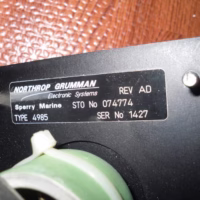 NORTHROP GRUMMAN
Electronic Systems REV AD
Sperry Marine STO No 074774
TYPE 4985 SER No 1427